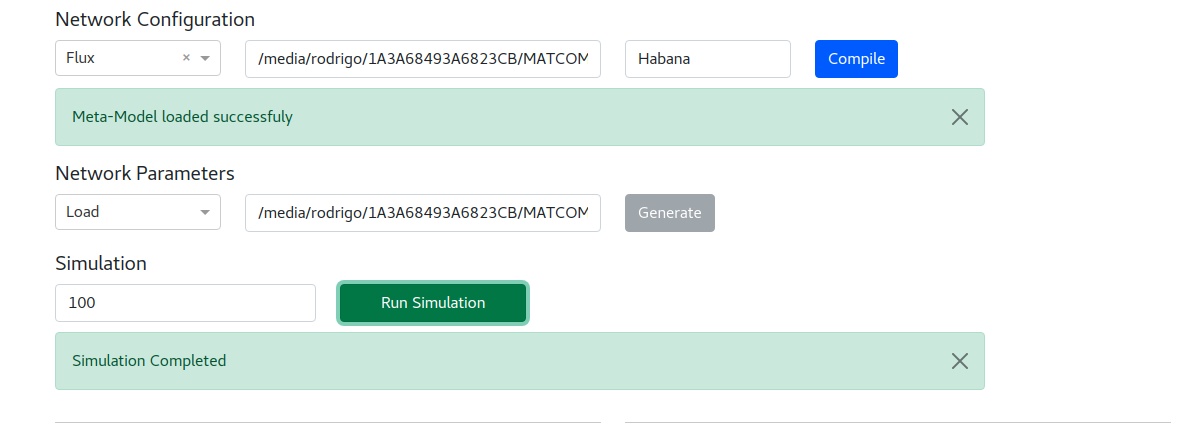 Network Configuration
Flux × /media/rodrigo/1A3A68493A6823CB/MATCOM Habana Compile
Meta-Model loaded successfuly
Network Parameters
Load /media/rodrigo/1A3A68493A6823CB/MATCOM Generate
Simulation
100 Run Simulation
Simulation Completed